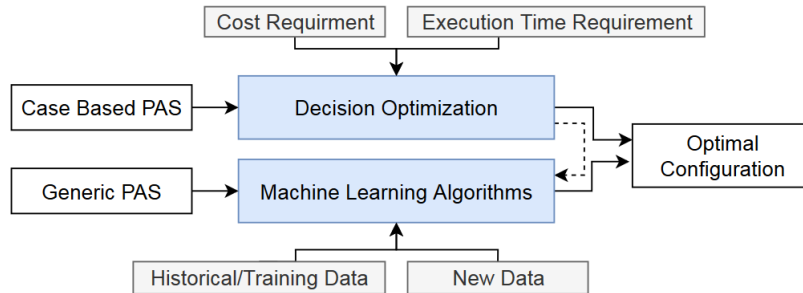 Cost Requirment
Execution Time Requirement
Case Based PAS
Decision Optimization
Optimal
Configuration
Generic PAS
Machine Learning Algorithms
Historical/Training Data
New Data